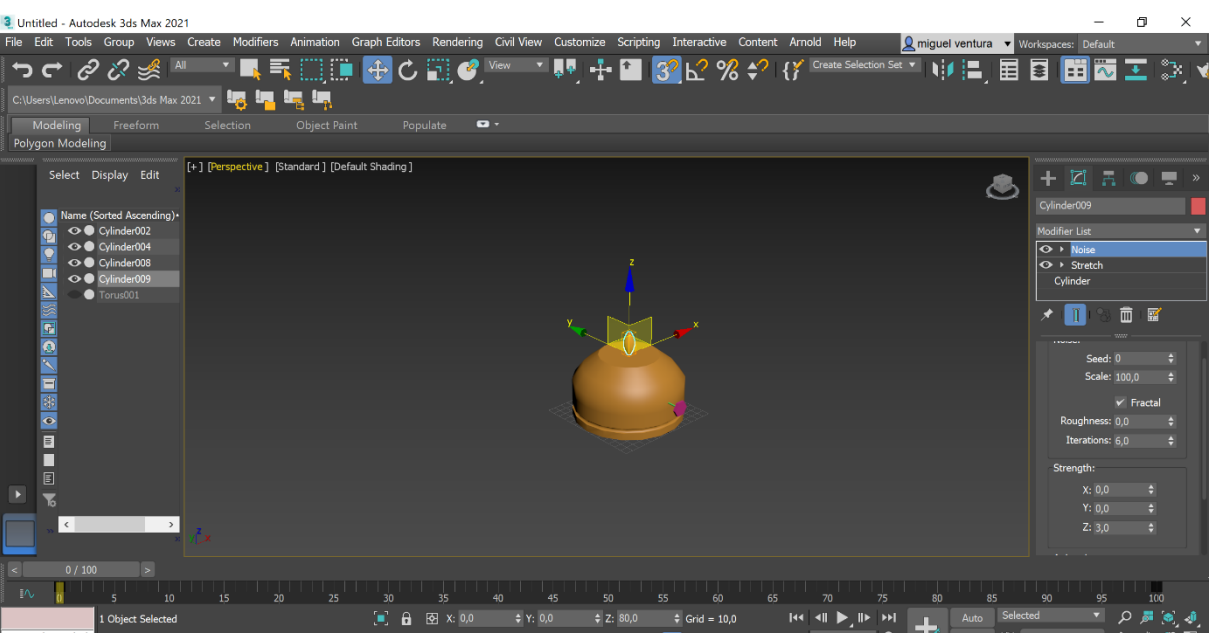 3 Untitled - Autodesk 3ds Max 2021
File Edit Tools Group Views Create Modifiers Animation Graph Editors Rendering Civil View Customize Scripting Interactive Content Arnold Help miguel ventura Workspaces: Default
All View Create Selection Set
C:\Users\Lenovo\Documents\3ds Max 2021
Modeling Freeform Selection Object Paint Populate
Polygon Modeling
Select Display Edit
Name (Sorted Ascending)
Cylinder002
Cylinder004
Cylinder008
Cylinder009
Torus001
[+] [Perspective] [Standard] [Default Shading]
z
y x
z
x
Cylinder009
Modifier List
Noise
Stretch
Cylinder
Seed: 0
Scale: 100,0
Fractal
Roughness: 0,0
Iterations: 6,0
Strength:
X: 0,0
Y: 0,0
Z: 3,0
0 / 100
0 5 10 15 20 25 30 35 40 45 50 55 60 65 70 75 80 85 90 95 100
1 Object Selected X: 0,0 Y: 0,0 Z: 80,0 Grid = 10,0 Auto Selected